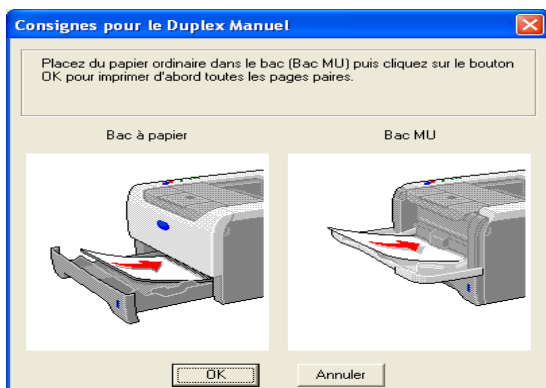 Consignes pour le Duplex Manuel
Placez du papier ordinaire dans le bac (Bac MU) puis cliquez sur le bouton
OK pour imprimer d'abord toutes les pages paires.
Bac à papier
Bac MU
OK
Annuler